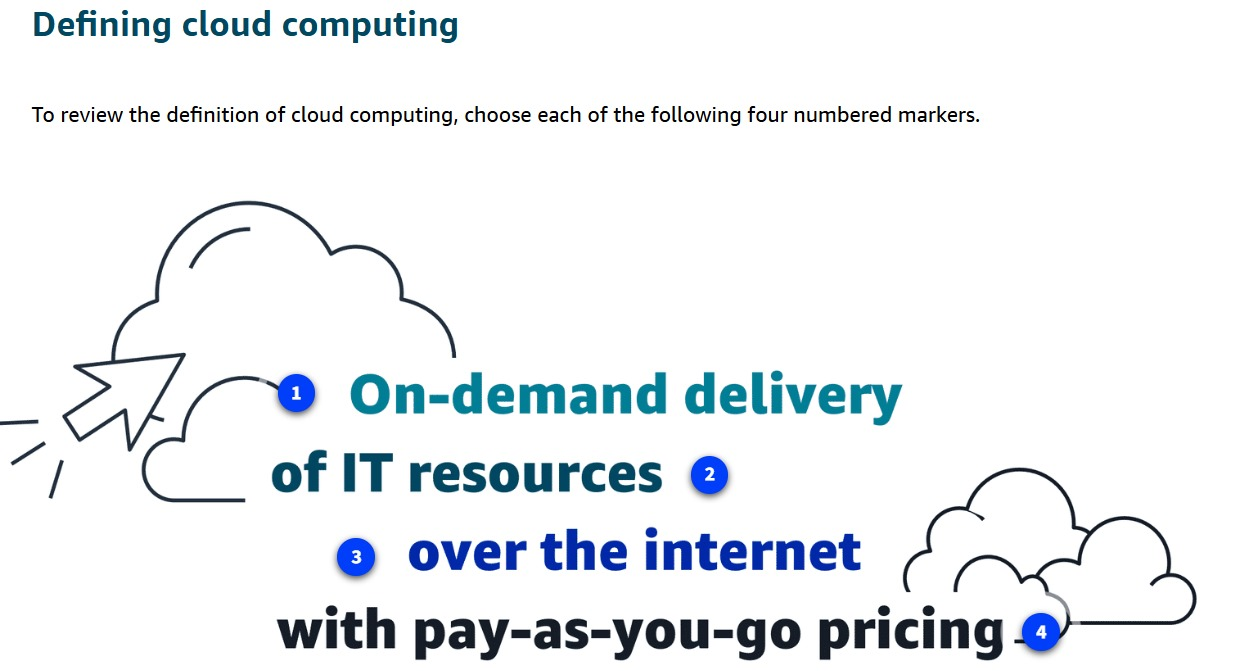 Defining cloud computing
To review the definition of cloud computing, choose each of the following four numbered markers.
1 On-demand delivery
of IT resources 2
3 over the internet
with pay-as-you-go pricing 4